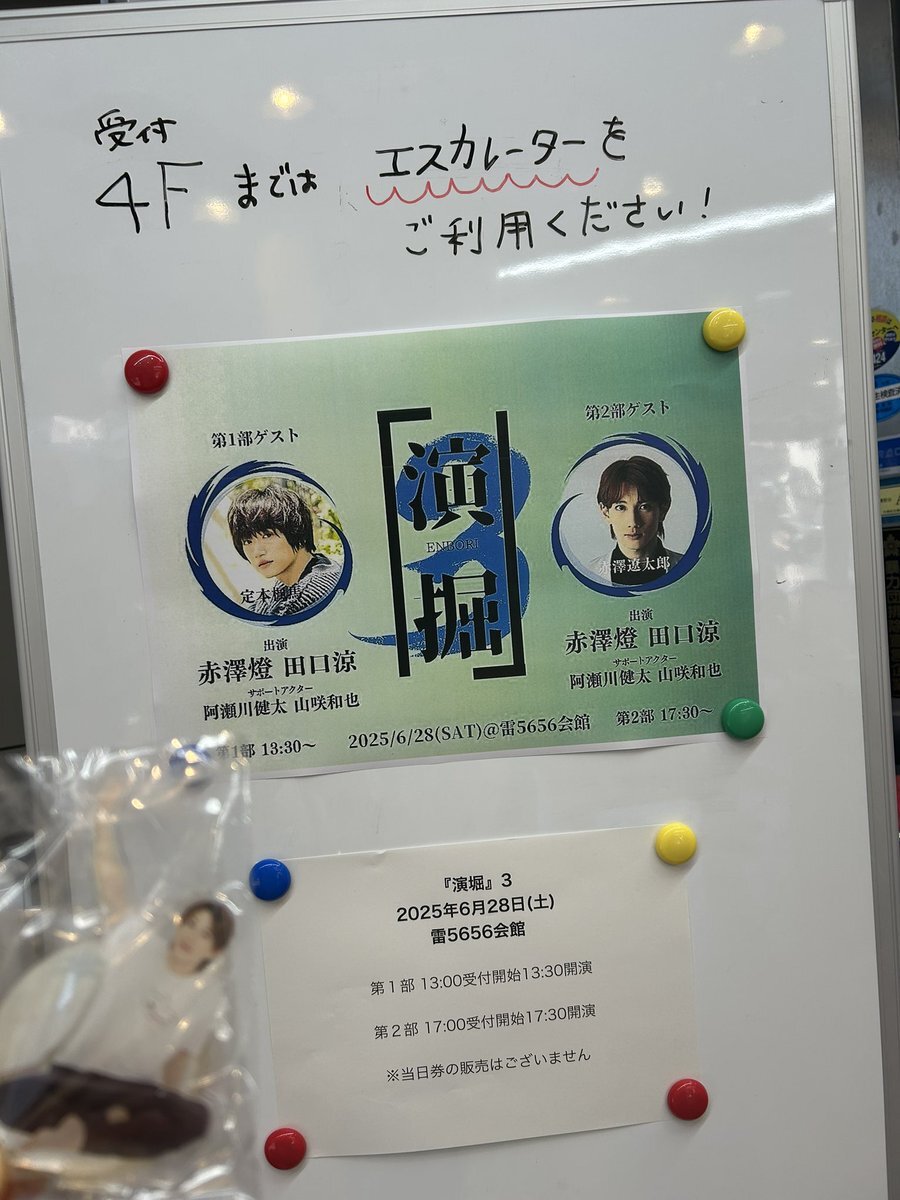 受付
4Fまでは エスカレーターを
ご利用ください!
第1部ゲスト
第2部ゲスト
演
ENBORI
掘
3
定本楓馬
赤澤遼太郎
出演
赤澤燈 田口涼
サポートアクター
阿瀬川健太 山咲和也
出演
赤澤燈 田口涼
サポートアクター
阿瀬川健太 山咲和也
第1部 13:30〜
2025/6/28(SAT)@雷5656会館
第2部 17:30〜
『演堀』3
2025年6月28日(土)
雷5656会館
第1部 13:00受付開始13:30開演
第2部 17:00受付開始17:30開演
※当日券の販売はございません